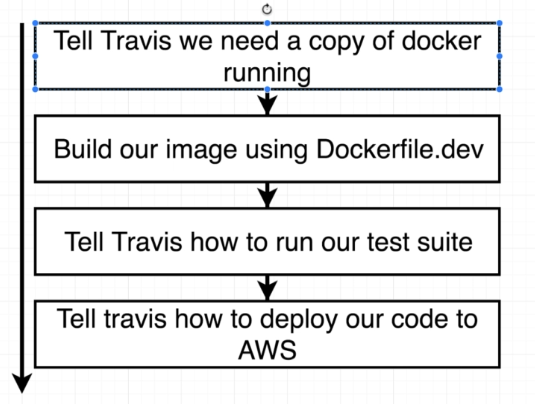 Tell Travis we need a copy of docker
running
Build our image using Dockerfile.dev
Tell Travis how to run our test suite
Tell travis how to deploy our code to
AWS